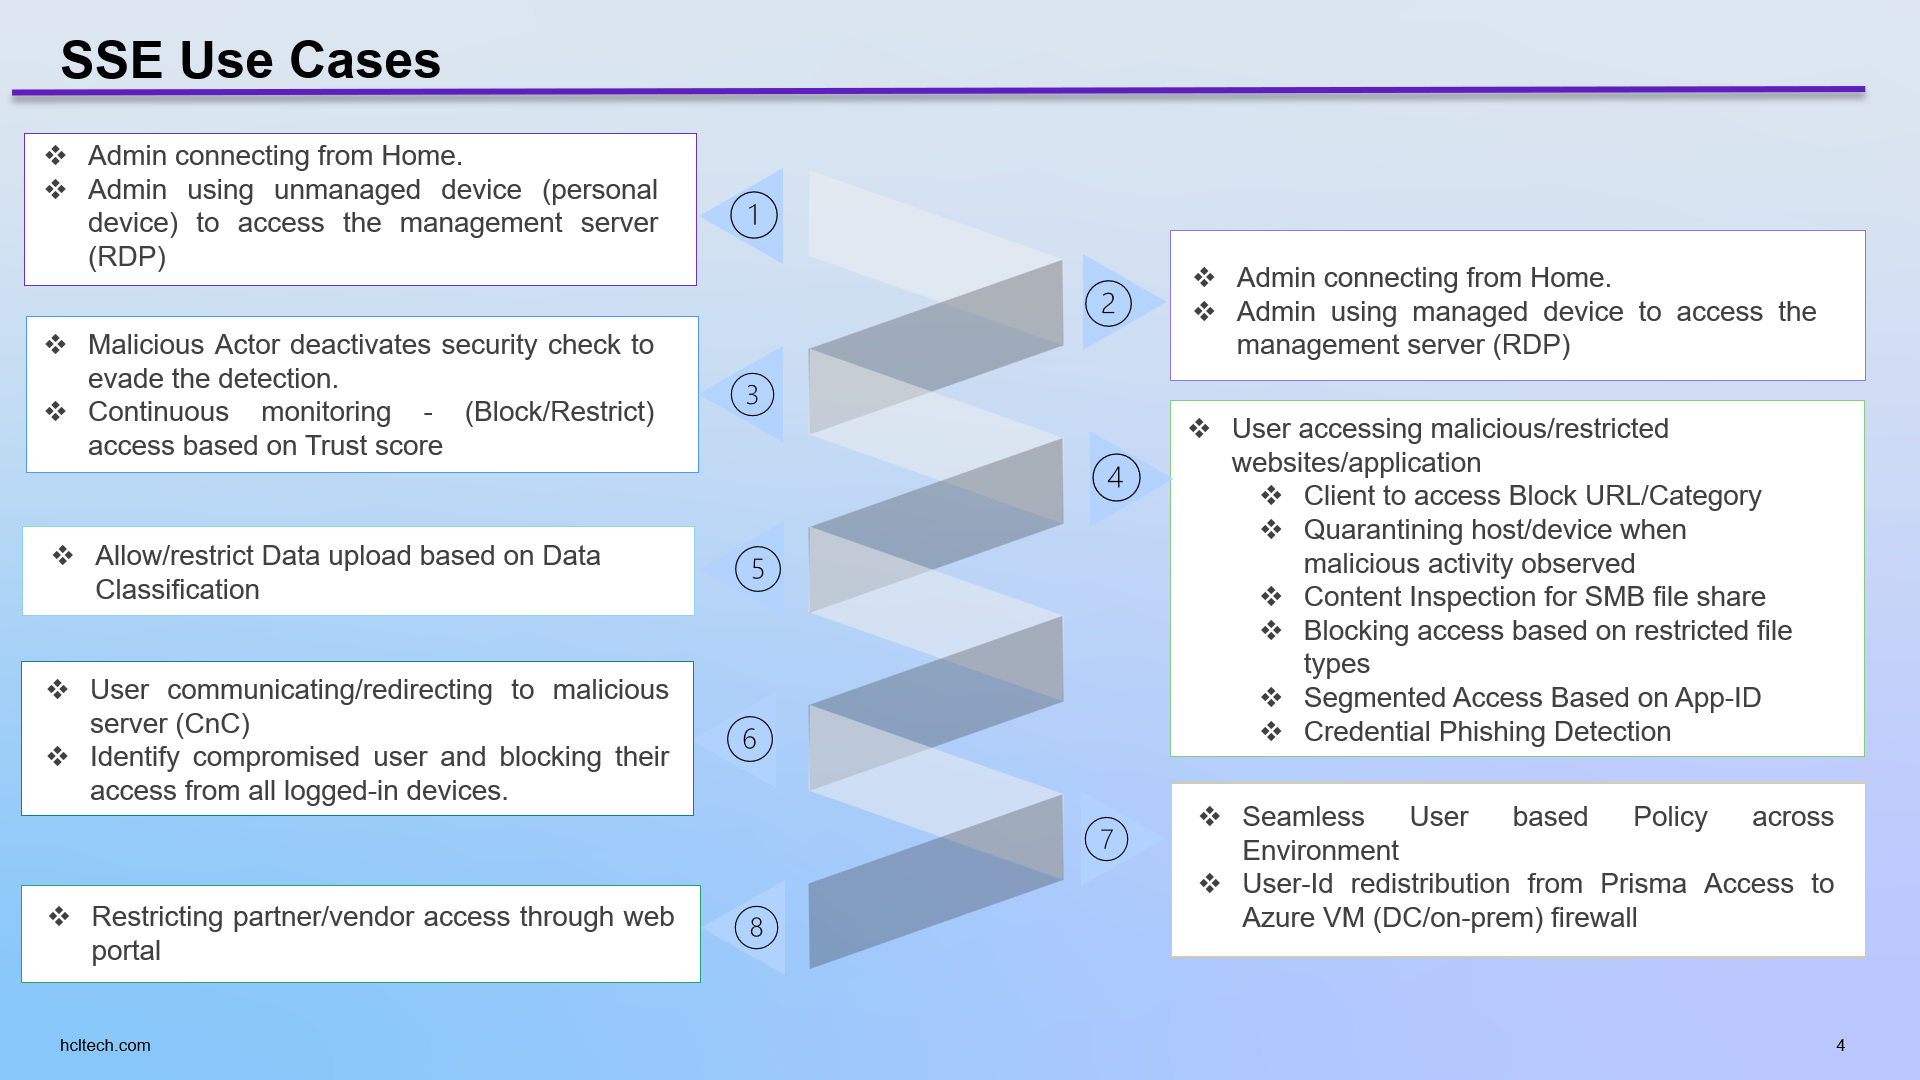 SSE Use Cases
❖ Admin connecting from Home.
❖ Admin using unmanaged device (personal
device) to access the management server
(RDP)
1
2
❖ Admin connecting from Home.
❖ Admin using managed device to access the
management server (RDP)
❖ Malicious Actor deactivates security check to
evade the detection.
❖ Continuous monitoring - (Block/Restrict)
access based on Trust score
3
4
❖ User accessing malicious/restricted
websites/application
❖ Client to access Block URL/Category
❖ Quarantining host/device when
malicious activity observed
❖ Content Inspection for SMB file share
❖ Blocking access based on restricted file
types
❖ Segmented Access Based on App-ID
❖ Credential Phishing Detection
❖ Allow/restrict Data upload based on Data
Classification
5
❖ User communicating/redirecting to malicious
server (CnC)
❖ Identify compromised user and blocking their
access from all logged-in devices.
6
7
❖ Seamless User based Policy across
Environment
❖ User-Id redistribution from Prisma Access to
Azure VM (DC/on-prem) firewall
❖ Restricting partner/vendor access through web
portal
8
hcltech.com
4